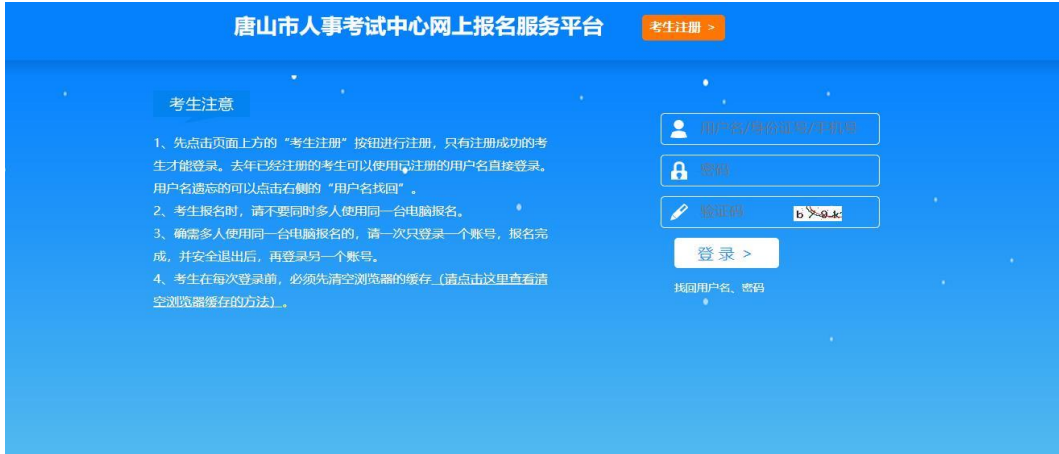 唐山市人事考试中心网上报名服务平台
考生注册 >
考生注意
1、先点击页面上方的“考生注册”按钮进行注册，只有注册成功的考
生才能登录。去年已经注册的考生可以使用已注册的用户名直接登录。
用户名遗忘的可以点击右侧的“用户名找回”。
2、考生报名时，请不要同时多人使用同一台电脑报名。
3、确需多人使用同一台电脑报名的，请一次只登录一个账号，报名完
成，并安全退出后，再登录另一个账号。
4、考生在每次登录前，必须先清空浏览器的缓存（请点击这里查看清
空浏览器缓存的方法）。
用户名/身份证号/手机号
密码
验证码
登 录 >
找回用户名、密码